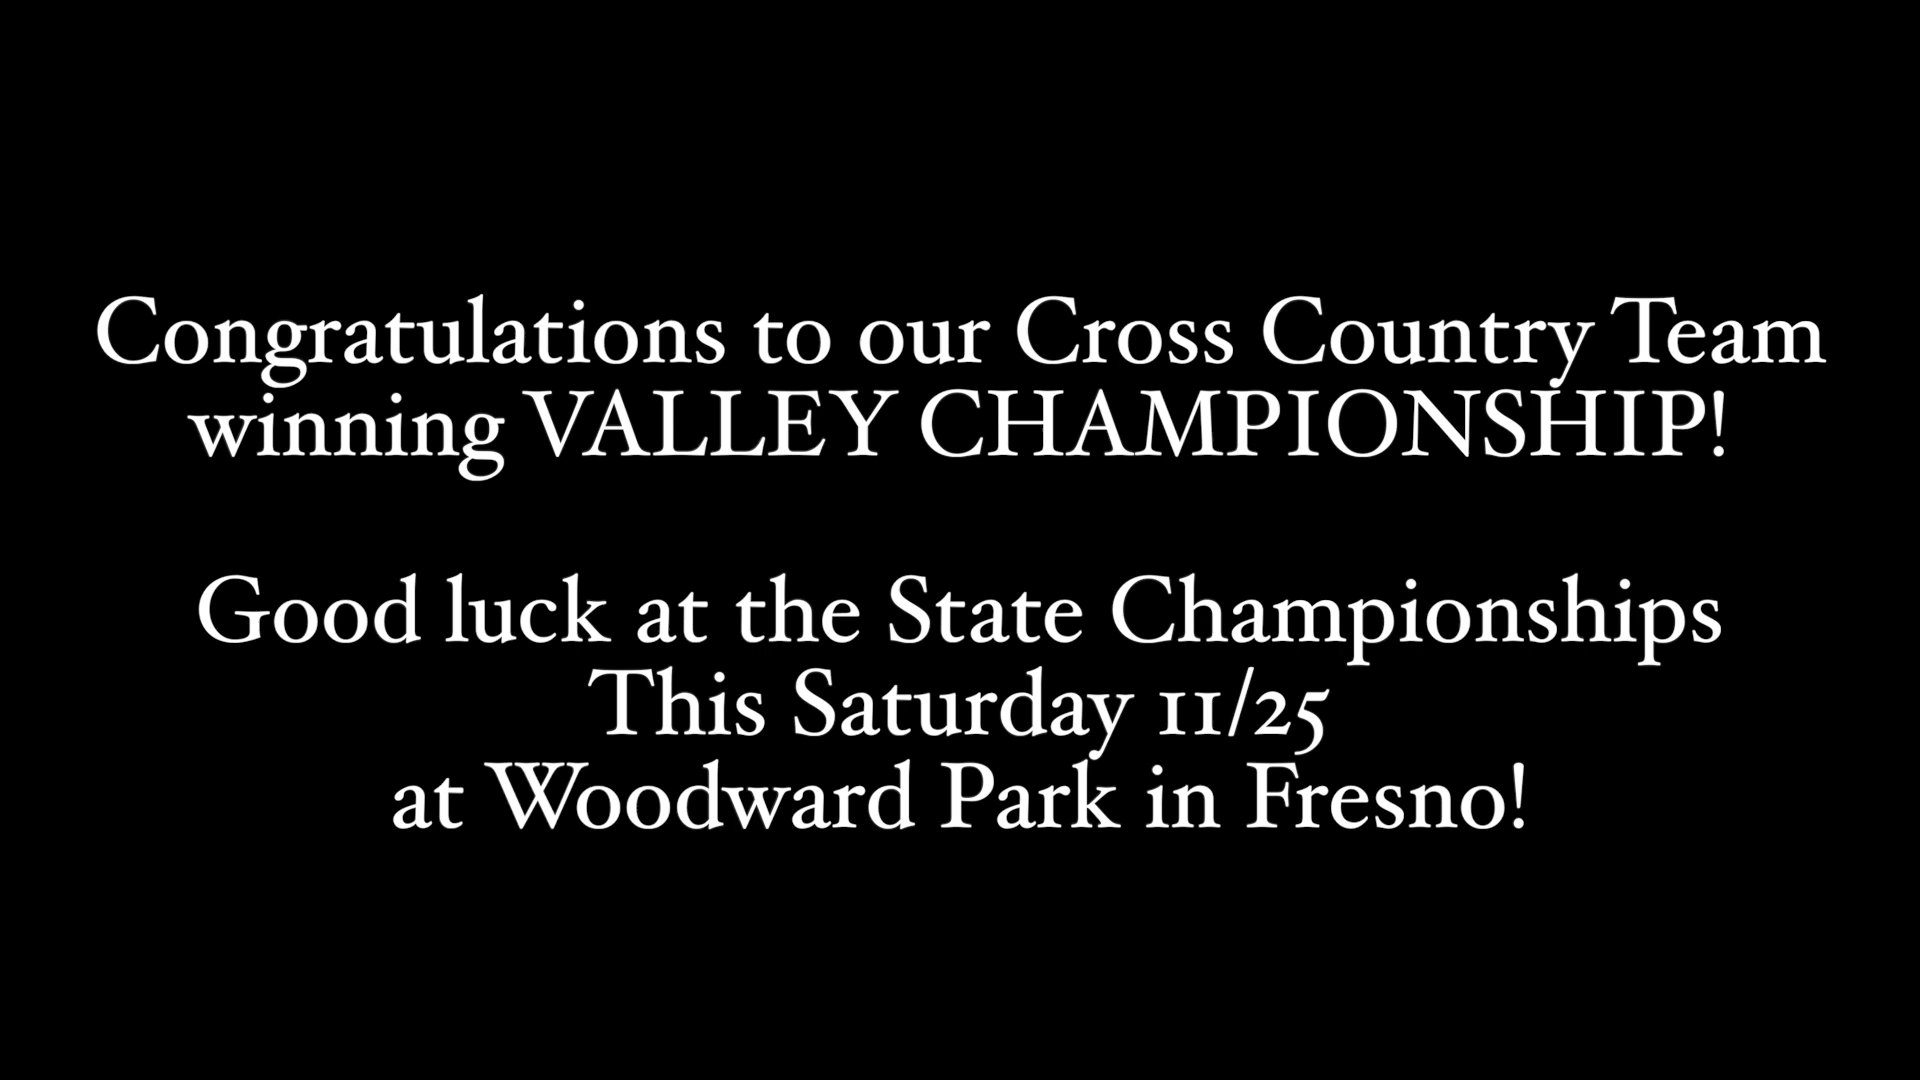 Congratulations to our Cross Country Team
winning VALLEY CHAMPIONSHIP!
Good luck at the State Championships
This Saturday 11/25
at Woodward Park in Fresno!